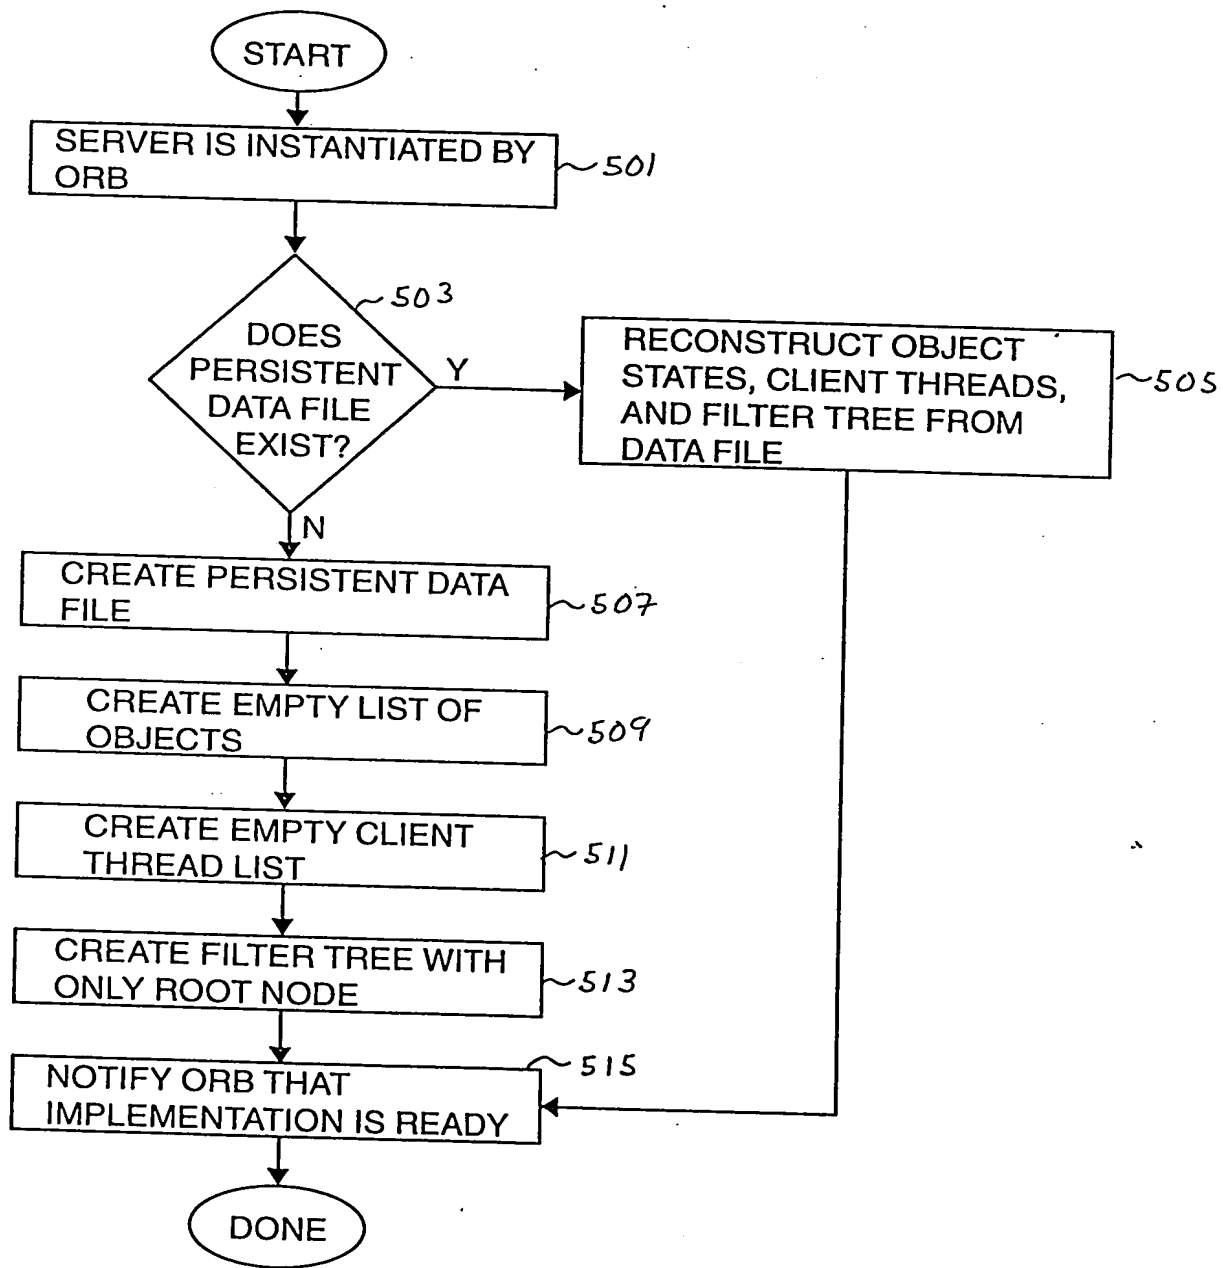 START
SERVER IS INSTANTIATED BY
ORB
501
503
DOES
PERSISTENT
DATA FILE
EXIST?
Y
RECONSTRUCT OBJECT
STATES, CLIENT THREADS,
AND FILTER TREE FROM
DATA FILE
505
N
CREATE PERSISTENT DATA
FILE
507
CREATE EMPTY LIST OF
OBJECTS
509
CREATE EMPTY CLIENT
THREAD LIST
511
CREATE FILTER TREE WITH
ONLY ROOT NODE
513
515
NOTIFY ORB THAT
IMPLEMENTATION IS READY
DONE